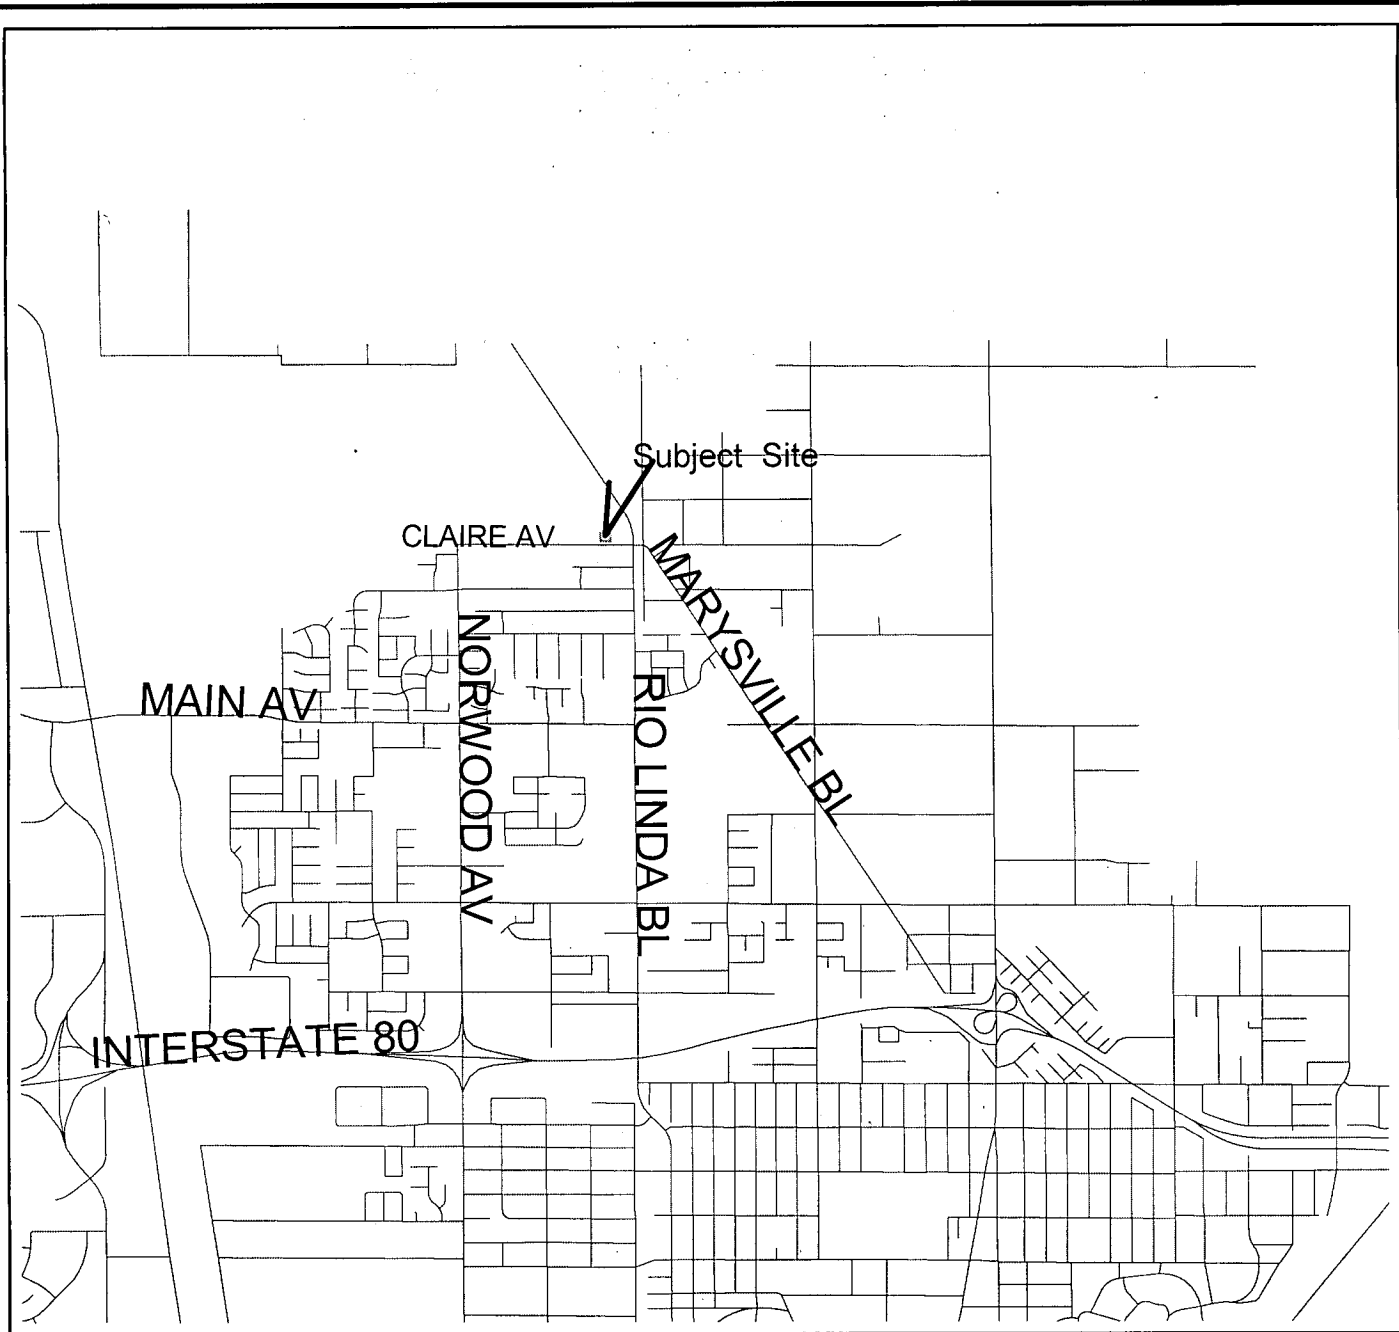 Subject Site
CLAIRE AV
MARYSVILLE BL
NORWOOD AV
RIO LINDA BL
MAIN AV
INTERSTATE 80